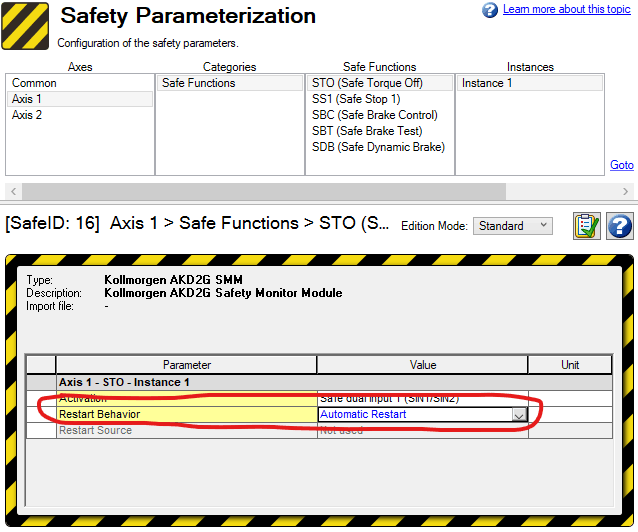 Safety Parameterization
Learn more about this topic
Configuration of the safety parameters.
Axes Categories Safe Functions Instances
Common Safe Functions STO (Safe Torque Off) Instance 1
Axis 1 SS1 (Safe Stop 1)
Axis 2 SBC (Safe Brake Control)
SBT (Safe Brake Test)
SDB (Safe Dynamic Brake)
Goto
[SafeID: 16] Axis 1 > Safe Functions > STO (S... Edition Mode: Standard
Type: Kollmorgen AKD2G SMM
Description: Kollmorgen AKD2G Safety Monitor Module
Import file: -
Parameter Value Unit
Axis 1 - STO - Instance 1
Activation Safe dual input 1 (SIN1/SIN2)
Restart Behavior Automatic Restart
Restart Source Not used